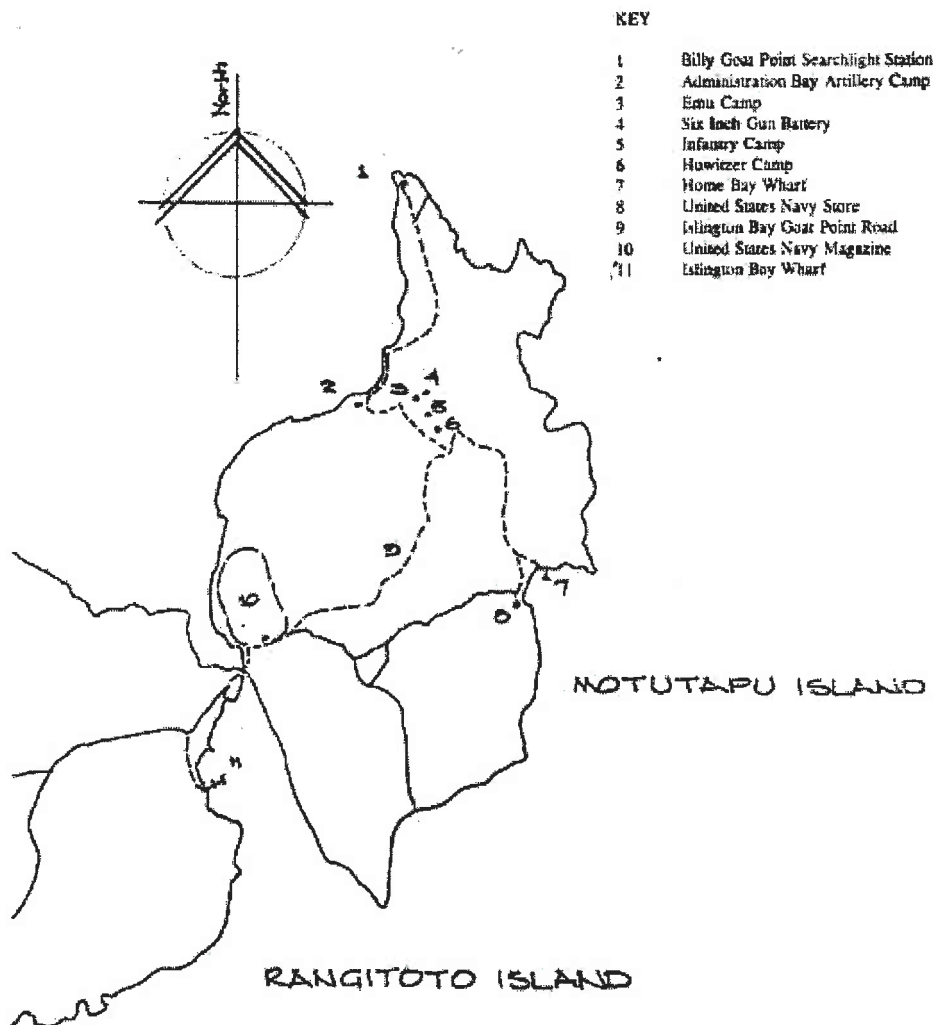 KEY
1 Billy Goat Point Searchlight Station
2 Administration Bay Artillery Camp
3 Emu Camp
4 Six Inch Gun Battery
5 Infantry Camp
6 Howitzer Camp
7 Home Bay Wharf
8 United States Navy Store
9 Islington Bay Goat Point Road
10 United States Navy Magazine
11 Islington Bay Wharf
North
1
2
3
4
5
6
9
7
8
11
MOTUTAPU ISLAND
RANGITOTO ISLAND